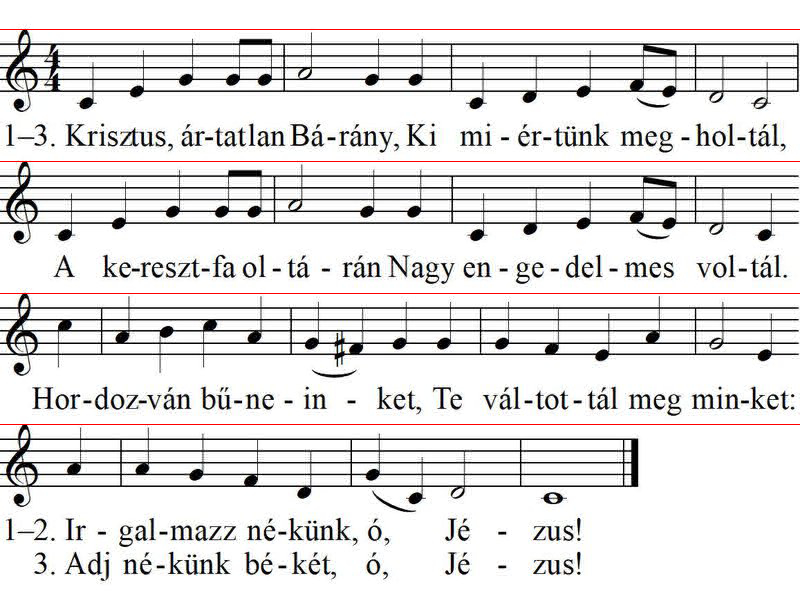 1–3. Krisztus, ár-tatlan Bá-rány, Ki mi - ér-tünk meg - hol-tál,
A ke-reszt-fa ol - tá - rán Nagy en - ge-del-mes vol-tál.
Hor-doz-ván bű-ne - in - ket, Te vál-tot-tál meg min-ket:
1–2. Ir - gal-mazz né-künk, ó, Jé - zus!
3. Adj né-künk bé-két, ó, Jé - zus!